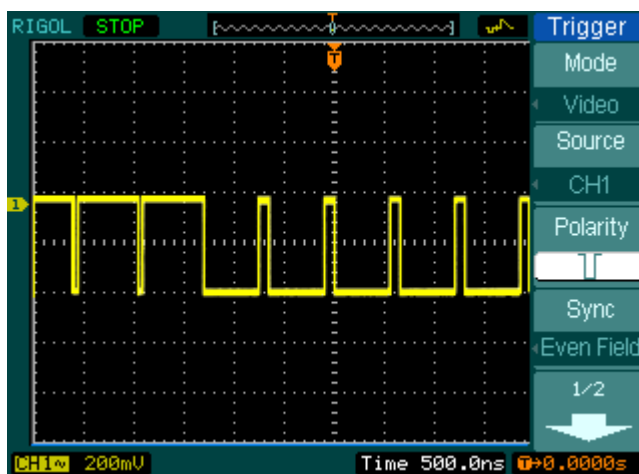 RIGOL STOP
T
T
1
Trigger
Mode
Video
Source
CH1
Polarity
Sync
Even Field
1/2
CH1~ 200mV Time 500.0ns T→0.0000s